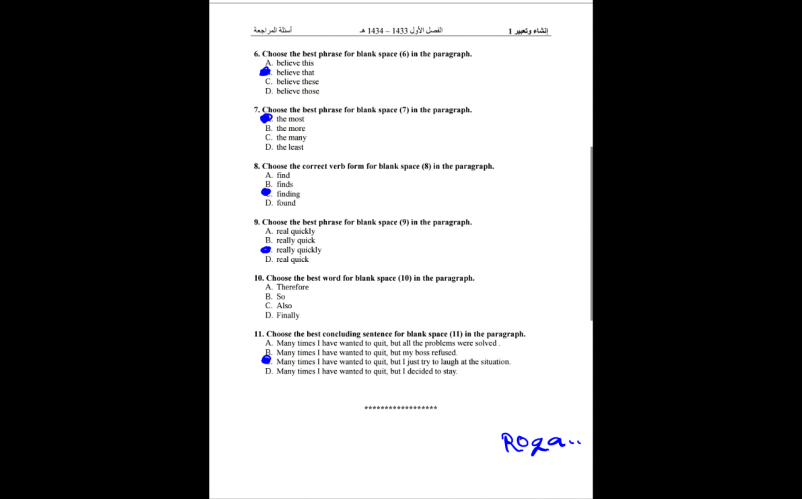 إنشاء وتعبير 1 الفصل الأول 1433 – 1434 هـ أسئلة المراجعة
6. Choose the best phrase for blank space (6) in the paragraph.
A. believe this
believe that
C. believe these
D. believe those
7. Choose the best phrase for blank space (7) in the paragraph.
the most
B. the more
C. the many
D. the least
8. Choose the correct verb form for blank space (8) in the paragraph.
A. find
B. finds
finding
D. found
9. Choose the best phrase for blank space (9) in the paragraph.
A. real quickly
B. really quick
really quickly
D. real quick
10. Choose the best word for blank space (10) in the paragraph.
A. Therefore
B. So
C. Also
D. Finally
11. Choose the best concluding sentence for blank space (11) in the paragraph.
A. Many times I have wanted to quit, but all the problems were solved .
B. Many times I have wanted to quit, but my boss refused.
Many times I have wanted to quit, but I just try to laugh at the situation.
D. Many times I have wanted to quit, but I decided to stay.
******************
Roqa..